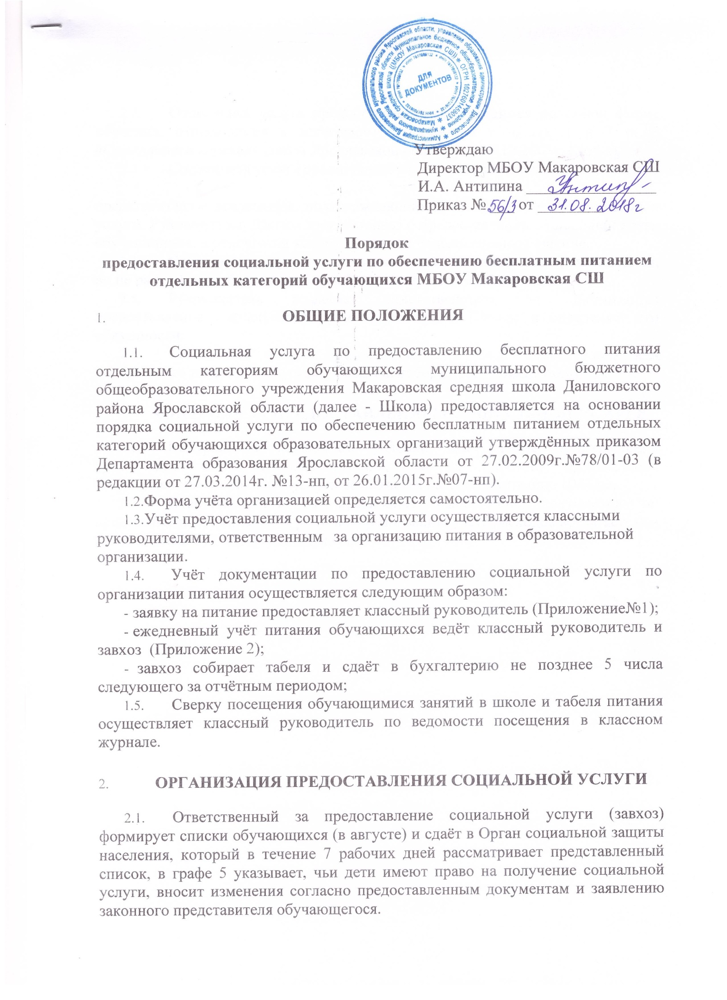 ДЛЯ
ДОКУМЕНТОВ
Утверждаю
Директор МБОУ Макаровская СШ
И.А. Антипина
Приказ № 56/3 от 31.08. 2018г
Порядок
предоставления социальной услуги по обеспечению бесплатным питанием
отдельных категорий обучающихся МБОУ Макаровская СШ
1. ОБЩИЕ ПОЛОЖЕНИЯ
1.1. Социальная услуга по предоставлению бесплатного питания
отдельным категориям обучающихся муниципального бюджетного
общеобразовательного учреждения Макаровская средняя школа Даниловского
района Ярославской области (далее - Школа) предоставляется на основании
порядка социальной услуги по обеспечению бесплатным питанием отдельных
категорий обучающихся образовательных организаций утверждённых приказом
Департамента образования Ярославской области от 27.02.2009г.№78/01-03 (в
редакции от 27.03.2014г. №13-нп, от 26.01.2015г.№07-нп).
1.2.Форма учёта организацией определяется самостоятельно.
1.3.Учёт предоставления социальной услуги осуществляется классными
руководителями, ответственным за организацию питания в образовательной
организации.
1.4. Учёт документации по предоставлению социальной услуги по
организации питания осуществляется следующим образом:
- заявку на питание предоставляет классный руководитель (Приложение№1);
- ежедневный учёт питания обучающихся ведёт классный руководитель и
завхоз (Приложение 2);
- завхоз собирает табеля и сдаёт в бухгалтерию не позднее 5 числа
следующего за отчётным периодом;
1.5. Сверку посещения обучающимися занятий в школе и табеля питания
осуществляет классный руководитель по ведомости посещения в классном
журнале.
2. ОРГАНИЗАЦИЯ ПРЕДОСТАВЛЕНИЯ СОЦИАЛЬНОЙ УСЛУГИ
2.1. Ответственный за предоставление социальной услуги (завхоз)
формирует списки обучающихся (в августе) и сдаёт в Орган социальной защиты
населения, который в течение 7 рабочих дней рассматривает представленный
список, в графе 5 указывает, чьи дети имеют право на получение социальной
услуги, вносит изменения согласно предоставленным документам и заявлению
законного представителя обучающегося.